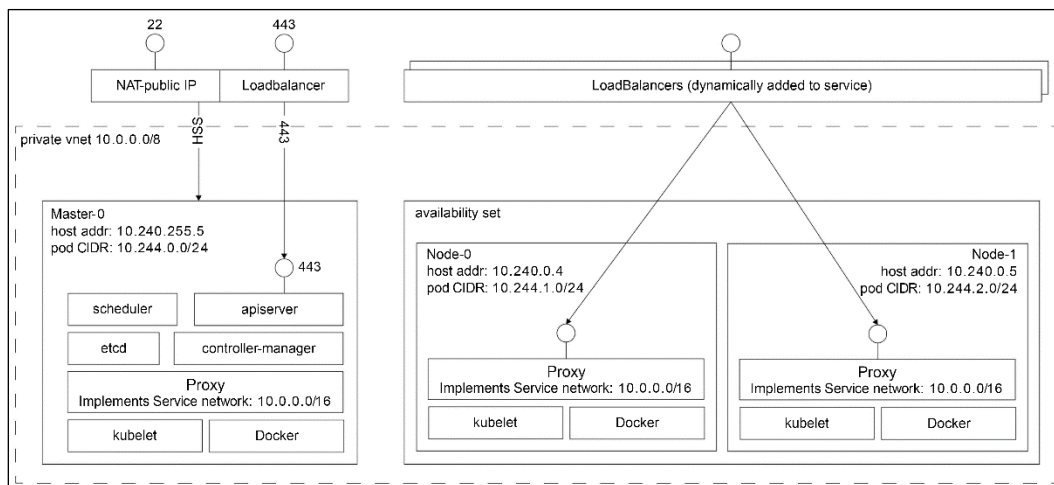 22
443
NAT-public IP
Loadbalancer
LoadBalancers (dynamically added to service)
private vnet 10.0.0.0/8
HSS
443
Master-0
host addr: 10.240.255.5
pod CIDR: 10.244.0.0/24
443
scheduler
apiserver
etcd
controller-manager
Proxy
Implements Service network: 10.0.0.0/16
kubelet
Docker
availability set
Node-0
host addr: 10.240.0.4
pod CIDR: 10.244.1.0/24
Proxy
Implements Service network: 10.0.0.0/16
kubelet
Docker
Node-1
host addr: 10.240.0.5
pod CIDR: 10.244.2.0/24
Proxy
Implements Service network: 10.0.0.0/16
kubelet
Docker